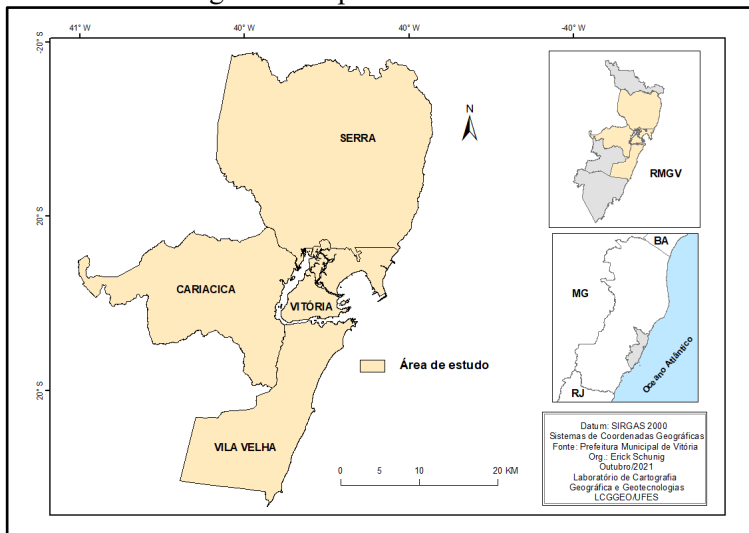 41° W
40° W
40° W
-40° W
-20° S
20° S
20° S
N
SERRA
CARIACICA
VITÓRIA
VILA VELHA
Área de estudo
0 5 10 20 KM
RMGV
BA
MG
RJ
Oceano Atlântico
Datum: SIRGAS 2000
Sistemas de Coordenadas Geográficas
Fonte: Prefeitura Municipal de Vitória
Org.: Erick Schunig
Outubro/2021
Laboratório de Cartografia
Geográfica e Geotecnologias
LCGGEO/UFES